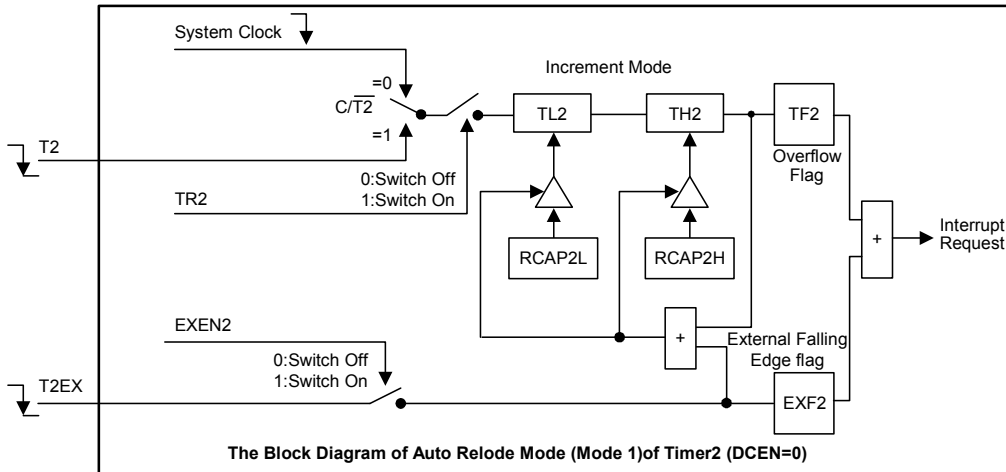 System Clock
Increment Mode
=0
C/T2
=1
TL2
TH2
TF2
Overflow
Flag
T2
0:Switch Off
1:Switch On
TR2
+
Interrupt
Request
RCAP2L
RCAP2H
EXEN2
+
External Falling
Edge flag
0:Switch Off
1:Switch On
T2EX
EXF2
The Block Diagram of Auto Relode Mode (Mode 1)of Timer2 (DCEN=0)